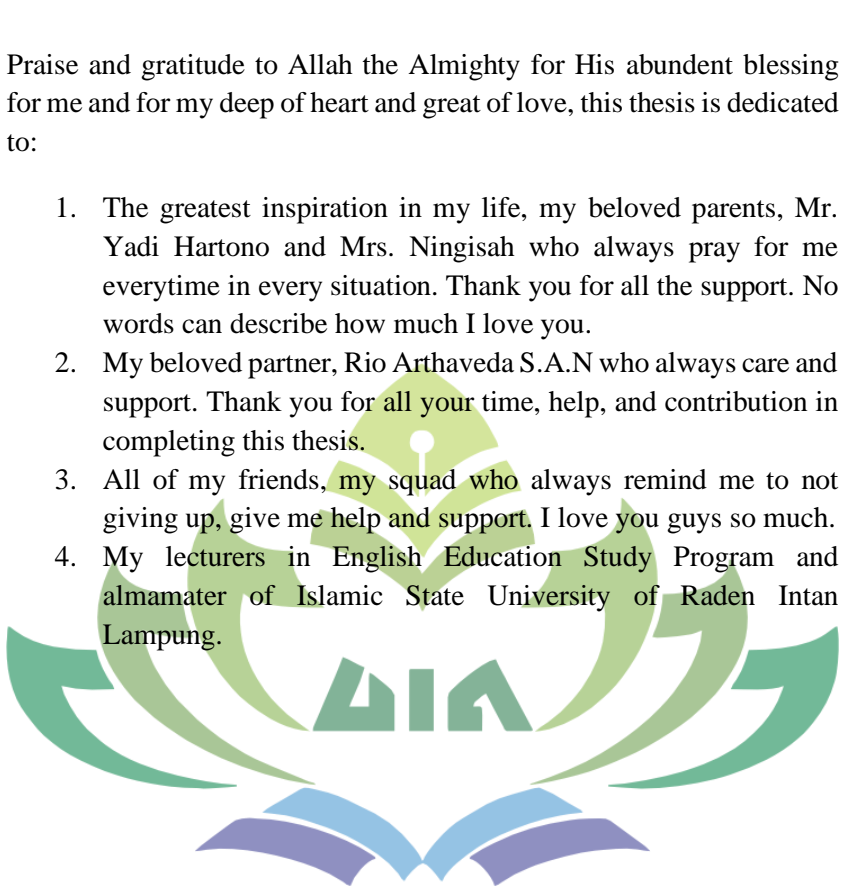 Praise and gratitude to Allah the Almighty for His abundent blessing
for me and for my deep of heart and great of love, this thesis is dedicated
to:
1. The greatest inspiration in my life, my beloved parents, Mr.
Yadi Hartono and Mrs. Ningisah who always pray for me
everytime in every situation. Thank you for all the support. No
words can describe how much I love you.
2. My beloved partner, Rio Arthaveda S.A.N who always care and
support. Thank you for all your time, help, and contribution in
completing this thesis.
3. All of my friends, my squad who always remind me to not
giving up, give me help and support. I love you guys so much.
4. My lecturers in English Education Study Program and
almamater of Islamic State University of Raden Intan
Lampung.
UIN